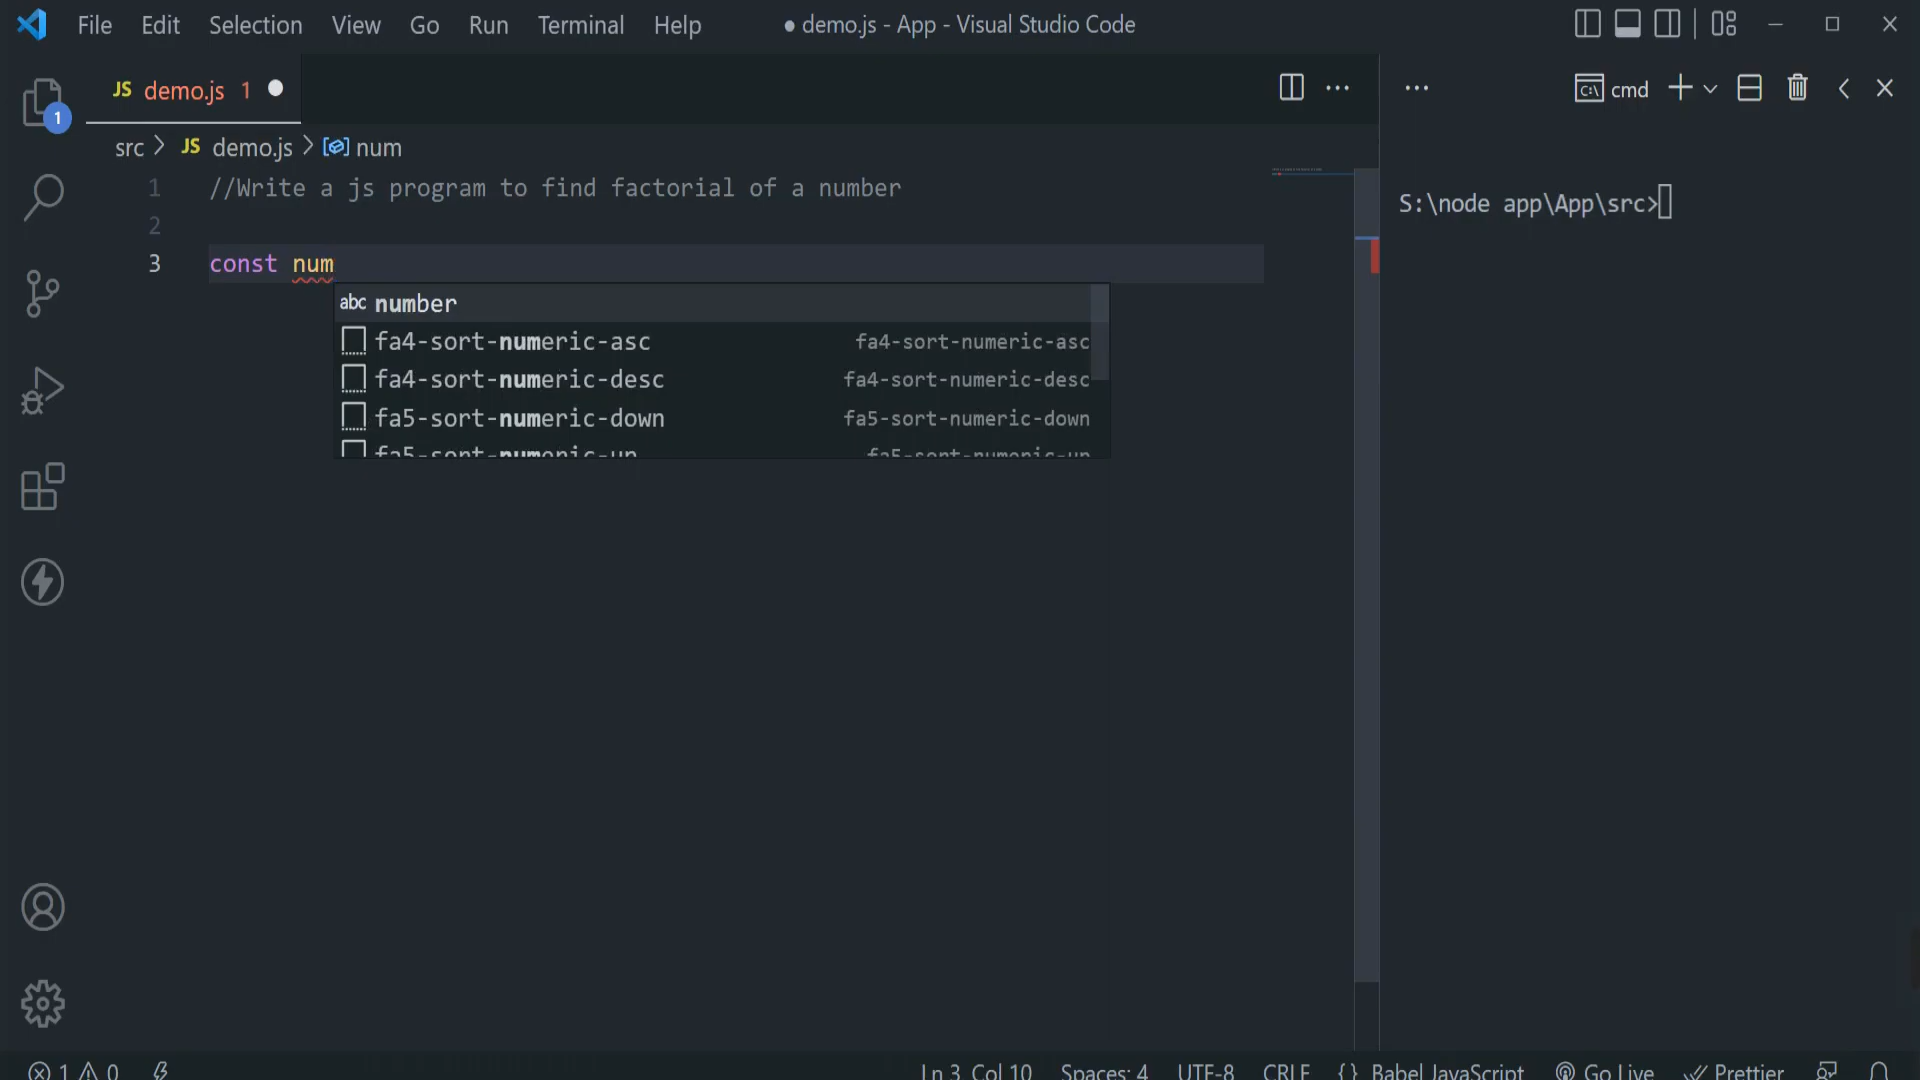 File Edit Selection View Go Run Terminal Help ● demo.js - App - Visual Studio Code
JS demo.js 1 ●
cmd
1
src > JS demo.js > num
1 //Write a js program to find factorial of a number
2
3 const num
abc number
fa4-sort-numeric-asc fa4-sort-numeric-asc
fa4-sort-numeric-desc fa4-sort-numeric-desc
fa5-sort-numeric-down fa5-sort-numeric-down
fa5-sort-numeric-up fa5-sort-numeric-up
S:\node app\App\src>
1 0 Ln 3, Col 10 Spaces: 4 UTF-8 CRLF {} Babel JavaScript Go Live Prettier